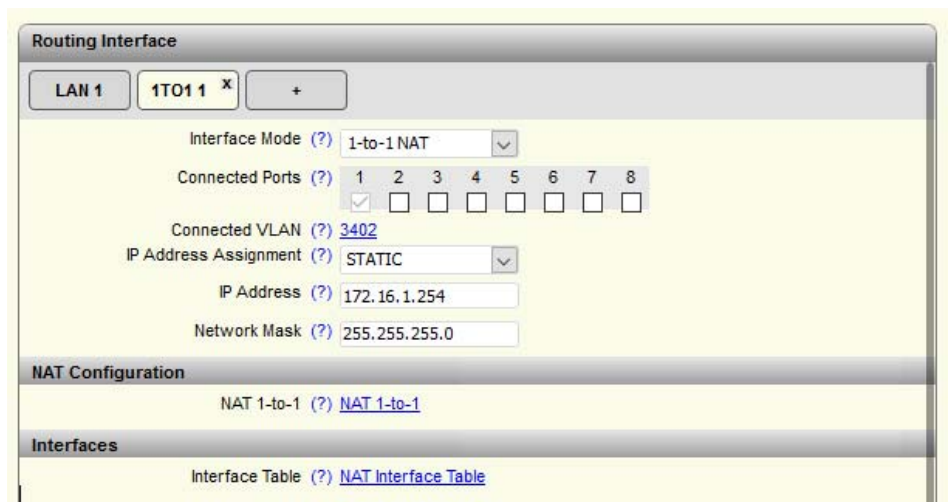 Routing Interface
LAN 1 1TO1 1 x +
Interface Mode (?) 1-to-1 NAT
Connected Ports (?) 1 2 3 4 5 6 7 8
Connected VLAN (?) 3402
IP Address Assignment (?) STATIC
IP Address (?) 172.16.1.254
Network Mask (?) 255.255.255.0
NAT Configuration
NAT 1-to-1 (?) NAT 1-to-1
Interfaces
Interface Table (?) NAT Interface Table